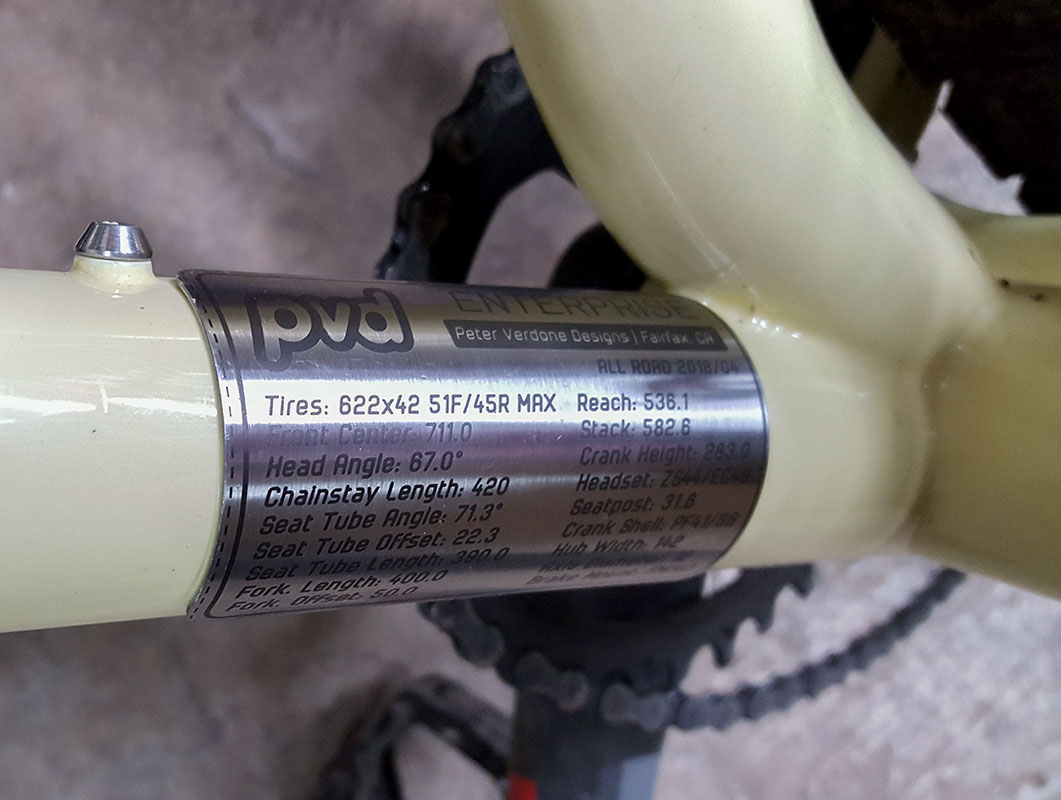 pvd
ENTERPRISE
Peter Verdone Designs | Fairfax, CA
ALL ROAD 2018/04
Tires: 622x42 51F/45R MAX
Front Center: 711.0
Head Angle: 67.0°
Chainstay Length: 420
Seat Tube Angle: 71.3°
Seat Tube Offset: 22.3
Seat Tube Length: 390.0
Fork. Length: 400.0
Fork. Offset: 50.0
Reach: 536.1
Stack: 582.6
Crank Height: 283.0
Headset: ZS44/EC49
Seatpost: 31.6
Crank Shell:
Hub Width: 142
Brake